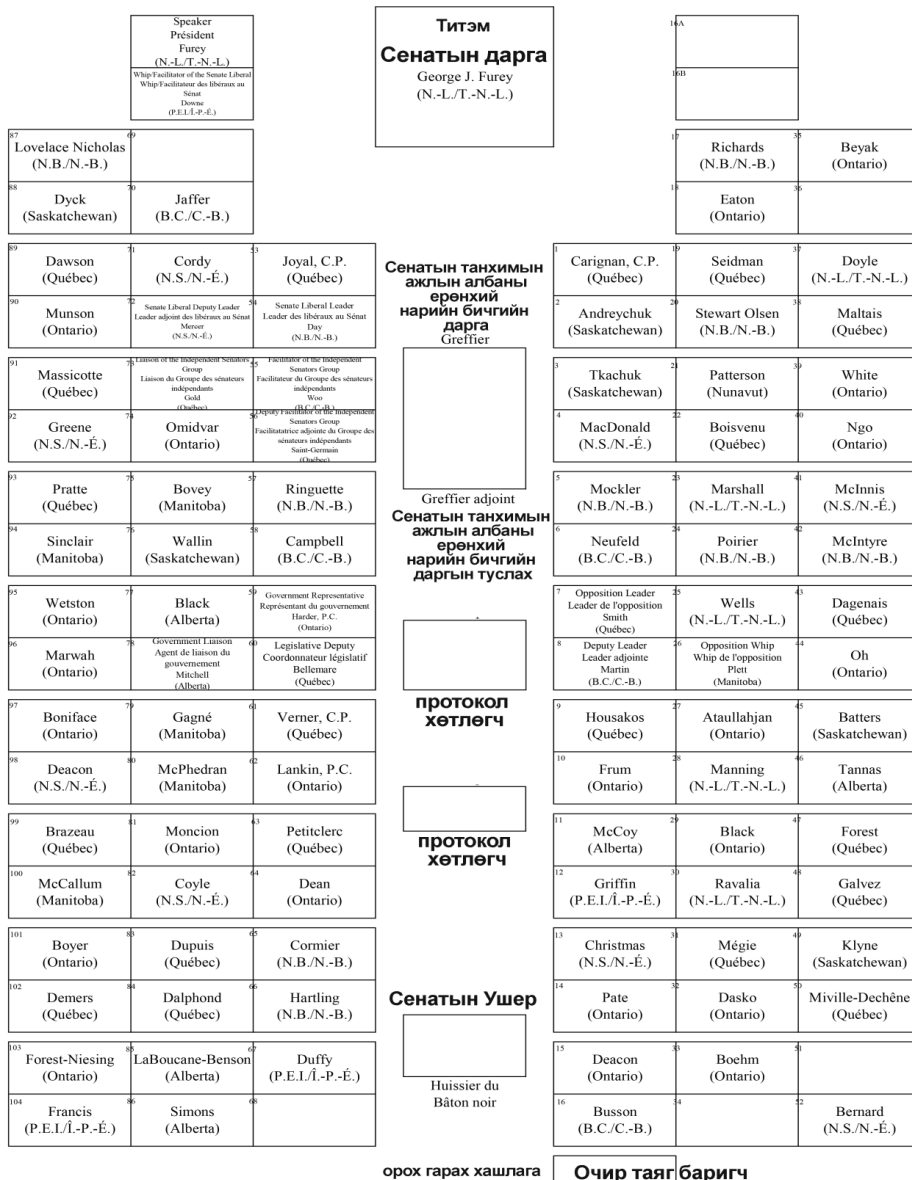 Speaker
Président
Furey
(N.-L./T.-N.-L.)
Whip/Facilitator of the Senate Liberal
Whip/Facilitateur des libéraux au
Sénat
Downe
(P.E.I./Î.-P.-É.)
Титэм
Сенатын дарга
George J. Furey
(N.-L./T.-N.-L.)
16A
16B
87
Lovelace Nicholas
(N.B./N.-B.)
69
88
Dyck
(Saskatchewan)
70
Jaffer
(B.C./C.-B.)
17
Richards
(N.B./N.-B.)
35
Beyak
(Ontario)
18
Eaton
(Ontario)
36
89
Dawson
(Québec)
71
Cordy
(N.S./N.-É.)
53
Joyal, C.P.
(Québec)
90
Munson
(Ontario)
72
Senate Liberal Deputy Leader
Leader adjoint des libéraux au Sénat
Mercer
(N.S./N.-É.)
54
Senate Liberal Leader
Leader des libéraux au Sénat
Day
(N.B./N.-B.)
91
Massicotte
(Québec)
73
Liaison of the Independent Senators
Group
Liaison du Groupe des sénateurs
indépendants
Gold
(Québec)
55
Facilitator of the Independent
Senators Group
Facilitateur du Groupe des sénateurs
indépendants
Woo
(B.C./C.-B.)
92
Greene
(N.S./N.-É.)
74
Omidvar
(Ontario)
56
Deputy Facilitator of the Independent
Senators Group
Facilitatatrice adjointe du Groupe des
sénateurs indépendants
Saint-Germain
(Québec)
93
Pratte
(Québec)
75
Bovey
(Manitoba)
57
Ringuette
(N.B./N.-B.)
94
Sinclair
(Manitoba)
76
Wallin
(Saskatchewan)
58
Campbell
(B.C./C.-B.)
95
Wetston
(Ontario)
77
Black
(Alberta)
59
Government Representative
Représentant du gouvernement
Harder, P.C.
(Ontario)
96
Marwah
(Ontario)
78
Government Liaison
Agent de liaison du
gouvernement
Mitchell
(Alberta)
60
Legislative Deputy
Coordonnateur législatif
Bellemare
(Québec)
97
Boniface
(Ontario)
79
Gagné
(Manitoba)
61
Verner, C.P.
(Québec)
98
Deacon
(N.S./N.-É.)
80
McPhedran
(Manitoba)
62
Lankin, P.C.
(Ontario)
99
Brazeau
(Québec)
81
Moncion
(Ontario)
63
Petitclerc
(Québec)
100
McCallum
(Manitoba)
82
Coyle
(N.S./N.-É.)
64
Dean
(Ontario)
101
Boyer
(Ontario)
83
Dupuis
(Québec)
65
Cormier
(N.B./N.-B.)
102
Demers
(Québec)
84
Dalphond
(Québec)
66
Hartling
(N.B./N.-B.)
103
Forest-Niesing
(Ontario)
85
LaBoucane-Benson
(Alberta)
67
Duffy
(P.E.I./Î.-P.-É.)
104
Francis
(P.E.I./Î.-P.-É.)
86
Simons
(Alberta)
68
Сенатын танхимын
ажлын албаны
ерөнхий
нарийн бичгийн
дарга
Greffier
Greffier adjoint
Сенатын танхимын
ажлын албаны
ерөнхий
нарийн бичгийн
даргын туслах
протокол
хөтлөгч
протокол
хөтлөгч
Сенатын Ушер
Huissier du
Bâton noir
1
Carignan, C.P.
(Québec)
19
Seidman
(Québec)
37
Doyle
(N.-L./T.-N.-L.)
2
Andreychuk
(Saskatchewan)
20
Stewart Olsen
(N.B./N.-B.)
38
Maltais
(Québec)
3
Tkachuk
(Saskatchewan)
21
Patterson
(Nunavut)
39
White
(Ontario)
4
MacDonald
(N.S./N.-É.)
22
Boisvenu
(Québec)
40
Ngo
(Ontario)
5
Mockler
(N.B./N.-B.)
23
Marshall
(N.-L./T.-N.-L.)
41
McInnis
(N.S./N.-É.)
6
Neufeld
(B.C./C.-B.)
24
Poirier
(N.B./N.-B.)
42
McIntyre
(N.B./N.-B.)
7
Opposition Leader
Leader de l'opposition
Smith
(Québec)
25
Wells
(N.-L./T.-N.-L.)
43
Dagenais
(Québec)
8
Deputy Leader
Leader adjointe
Martin
(B.C./C.-B.)
26
Opposition Whip
Whip de l'opposition
Plett
(Manitoba)
44
Oh
(Ontario)
9
Housakos
(Québec)
27
Ataullahjan
(Ontario)
45
Batters
(Saskatchewan)
10
Frum
(Ontario)
28
Manning
(N.-L./T.-N.-L.)
46
Tannas
(Alberta)
11
McCoy
(Alberta)
29
Black
(Ontario)
47
Forest
(Québec)
12
Griffin
(P.E.I./Î.-P.-É.)
30
Ravalia
(N.-L./T.-N.-L.)
48
Galvez
(Québec)
13
Christmas
(N.S./N.-É.)
31
Mégie
(Québec)
49
Klyne
(Saskatchewan)
14
Pate
(Ontario)
32
Dasko
(Ontario)
50
Miville-Dechêne
(Québec)
15
Deacon
(Ontario)
33
Boehm
(Ontario)
51
16
Busson
(B.C./C.-B.)
34
52
Bernard
(N.S./N.-É.)
орох гарах хашлага
Очир таяг баригч